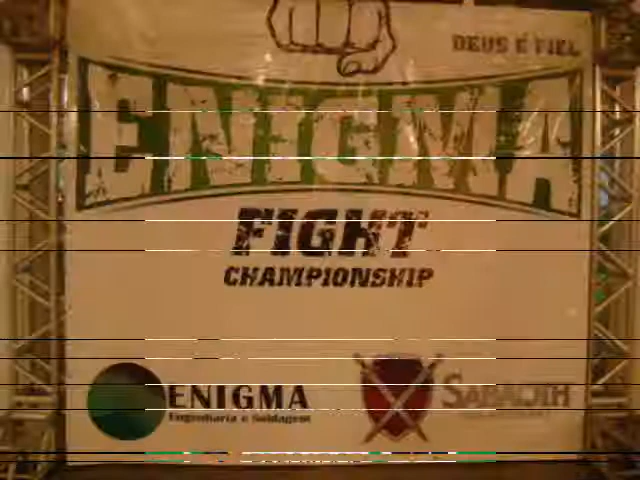 DEUS É FIEL
ENIGMA
FIGHT
CHAMPIONSHIP
ENIGMA
Engenharia e Soldagem
SABAOTH